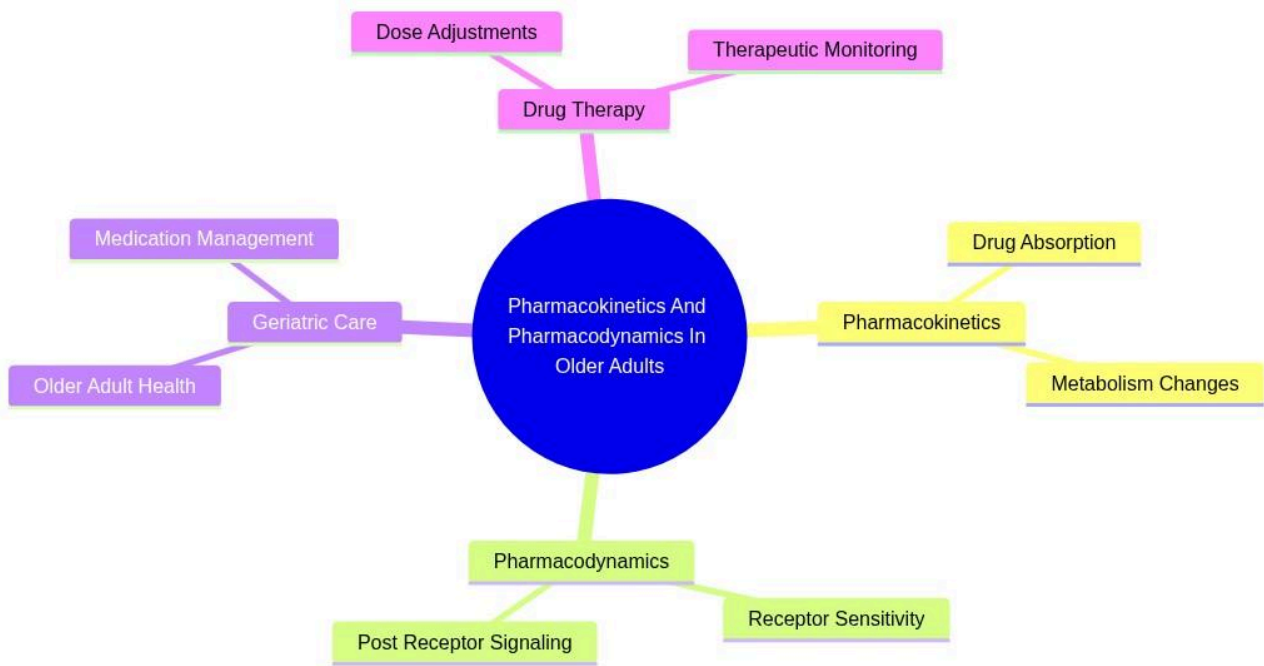 Dose Adjustments
Therapeutic Monitoring
Drug Therapy
Medication Management
Geriatric Care
Older Adult Health
Pharmacokinetics And
Pharmacodynamics In
Older Adults
Drug Absorption
Pharmacokinetics
Metabolism Changes
Pharmacodynamics
Receptor Sensitivity
Post Receptor Signaling